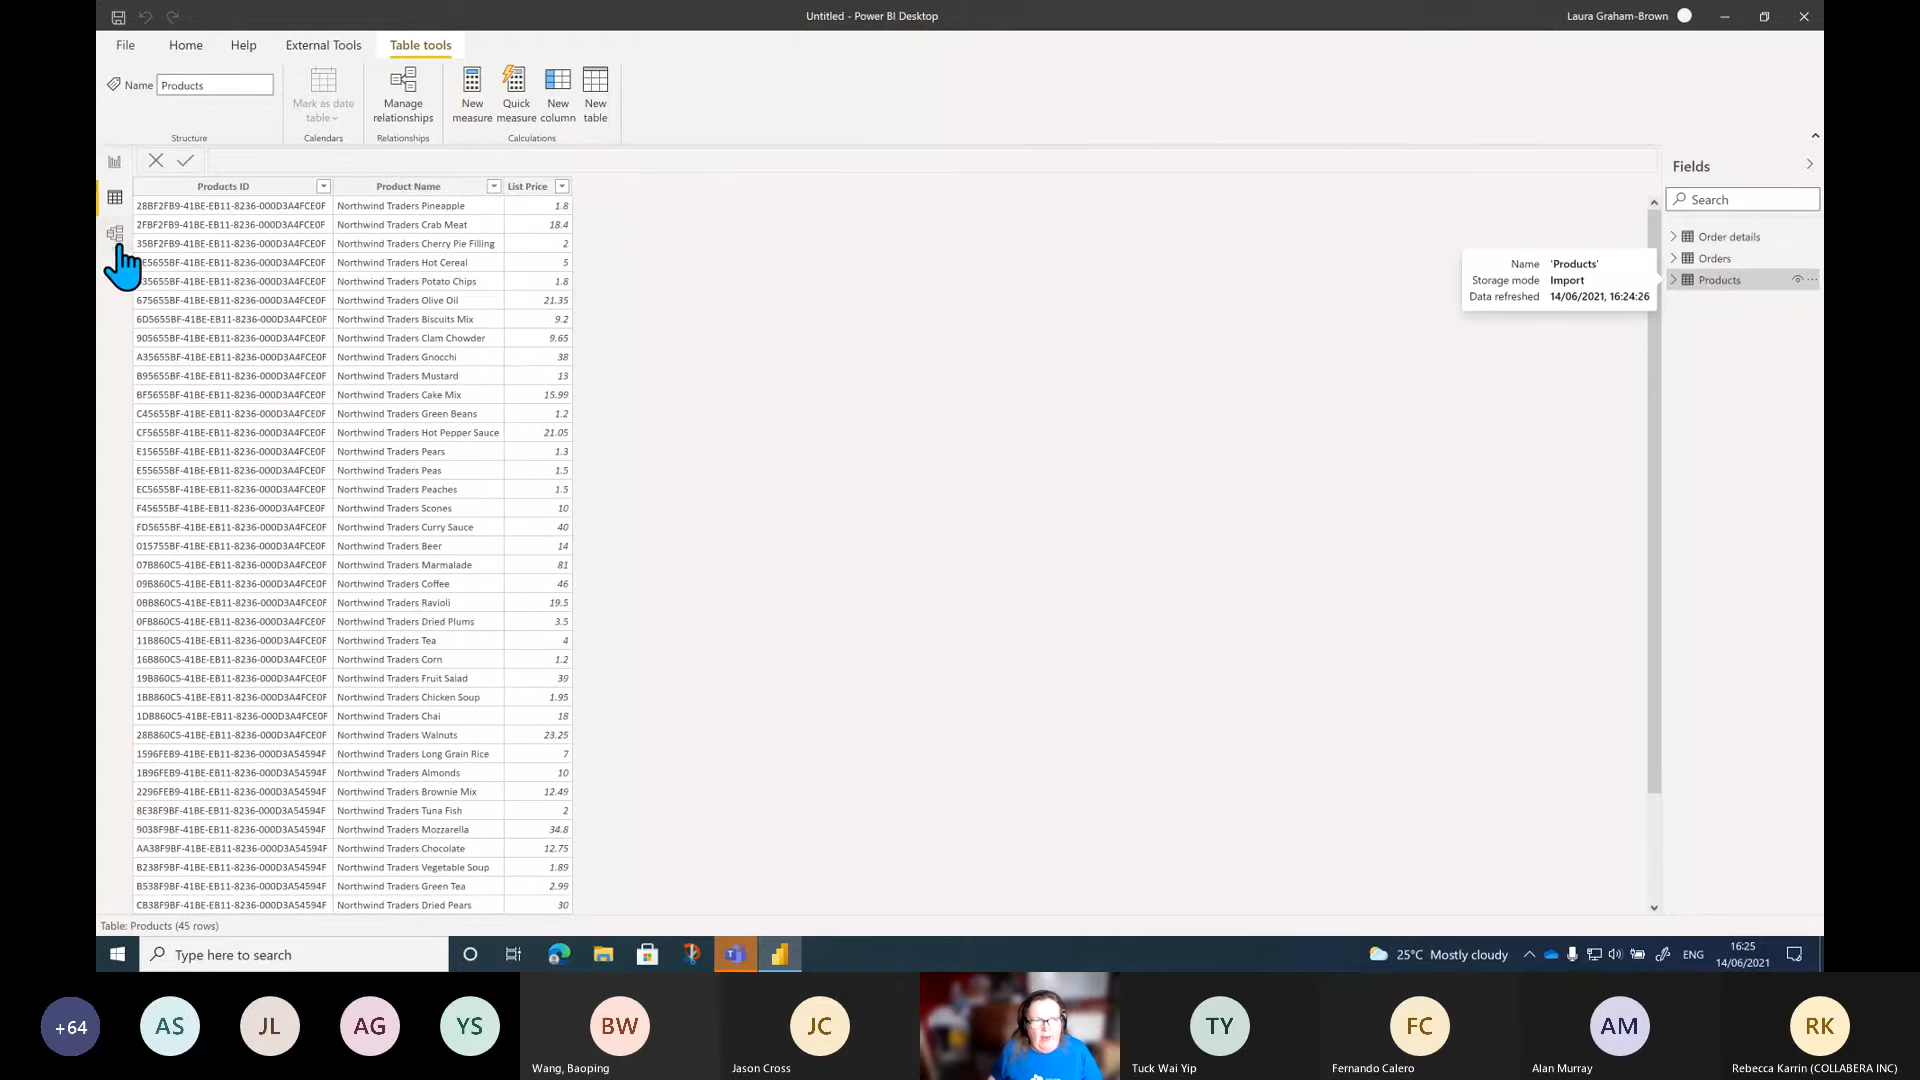 Untitled - Power BI Desktop
Laura Graham-Brown
File Home Help External Tools Table tools
Name Products
Mark as date table
Manage relationships
New measure
Quick measure
New column
New table
Structure Calendars Relationships Calculations
Fields
Search
Order details
Orders
Products
Name 'Products'
Storage mode Import
Data refreshed 14/06/2021, 16:24:26
Products ID Product Name List Price
28BF2FB9-41BE-EB11-8236-000D3A4FCE0F Northwind Traders Pineapple 1.8
2FBF2FB9-41BE-EB11-8236-000D3A4FCE0F Northwind Traders Crab Meat 18.4
35BF2FB9-41BE-EB11-8236-000D3A4FCE0F Northwind Traders Cherry Pie Filling 2
5655BF-41BE-EB11-8236-000D3A4FCE0F Northwind Traders Hot Cereal 5
35655BF-41BE-EB11-8236-000D3A4FCE0F Northwind Traders Potato Chips 1.8
675655BF-41BE-EB11-8236-000D3A4FCE0F Northwind Traders Olive Oil 21.35
6D5655BF-41BE-EB11-8236-000D3A4FCE0F Northwind Traders Biscuits Mix 9.2
905655BF-41BE-EB11-8236-000D3A4FCE0F Northwind Traders Clam Chowder 9.65
A35655BF-41BE-EB11-8236-000D3A4FCE0F Northwind Traders Gnocchi 38
B95655BF-41BE-EB11-8236-000D3A4FCE0F Northwind Traders Mustard 13
BF5655BF-41BE-EB11-8236-000D3A4FCE0F Northwind Traders Cake Mix 15.99
C45655BF-41BE-EB11-8236-000D3A4FCE0F Northwind Traders Green Beans 1.2
CF5655BF-41BE-EB11-8236-000D3A4FCE0F Northwind Traders Hot Pepper Sauce 21.05
E15655BF-41BE-EB11-8236-000D3A4FCE0F Northwind Traders Pears 1.3
E55655BF-41BE-EB11-8236-000D3A4FCE0F Northwind Traders Peas 1.5
EC5655BF-41BE-EB11-8236-000D3A4FCE0F Northwind Traders Peaches 1.5
F45655BF-41BE-EB11-8236-000D3A4FCE0F Northwind Traders Scones 10
FD5655BF-41BE-EB11-8236-000D3A4FCE0F Northwind Traders Curry Sauce 40
015755BF-41BE-EB11-8236-000D3A4FCE0F Northwind Traders Beer 14
07B860C5-41BE-EB11-8236-000D3A4FCE0F Northwind Traders Marmalade 81
09B860C5-41BE-EB11-8236-000D3A4FCE0F Northwind Traders Coffee 46
0BB860C5-41BE-EB11-8236-000D3A4FCE0F Northwind Traders Ravioli 19.5
0FB860C5-41BE-EB11-8236-000D3A4FCE0F Northwind Traders Dried Plums 3.5
11B860C5-41BE-EB11-8236-000D3A4FCE0F Northwind Traders Tea 4
16B860C5-41BE-EB11-8236-000D3A4FCE0F Northwind Traders Corn 1.2
19B860C5-41BE-EB11-8236-000D3A4FCE0F Northwind Traders Fruit Salad 39
1BB860C5-41BE-EB11-8236-000D3A4FCE0F Northwind Traders Chicken Soup 1.95
1DB860C5-41BE-EB11-8236-000D3A4FCE0F Northwind Traders Chai 18
28B860C5-41BE-EB11-8236-000D3A4FCE0F Northwind Traders Walnuts 23.25
1596FEB9-41BE-EB11-8236-000D3A54594F Northwind Traders Long Grain Rice 7
1B96FEB9-41BE-EB11-8236-000D3A54594F Northwind Traders Almonds 10
2296FEB9-41BE-EB11-8236-000D3A54594F Northwind Traders Brownie Mix 12.49
8E38F9BF-41BE-EB11-8236-000D3A54594F Northwind Traders Tuna Fish 2
9038F9BF-41BE-EB11-8236-000D3A54594F Northwind Traders Mozzarella 34.8
AA38F9BF-41BE-EB11-8236-000D3A54594F Northwind Traders Chocolate 12.75
B238F9BF-41BE-EB11-8236-000D3A54594F Northwind Traders Vegetable Soup 1.89
B538F9BF-41BE-EB11-8236-000D3A54594F Northwind Traders Green Tea 2.99
CB38F9BF-41BE-EB11-8236-000D3A54594F Northwind Traders Dried Pears 30
Table: Products (45 rows)
Type here to search
25°C Mostly cloudy
ENG
16:25
14/06/2021
+64 AS JL AG YS BW JC TY FC AM RK
Wang, Baoping
Jason Cross
Tuck Wai Yip
Fernando Calero
Alan Murray
Rebecca Karrin (COLLABERA INC)